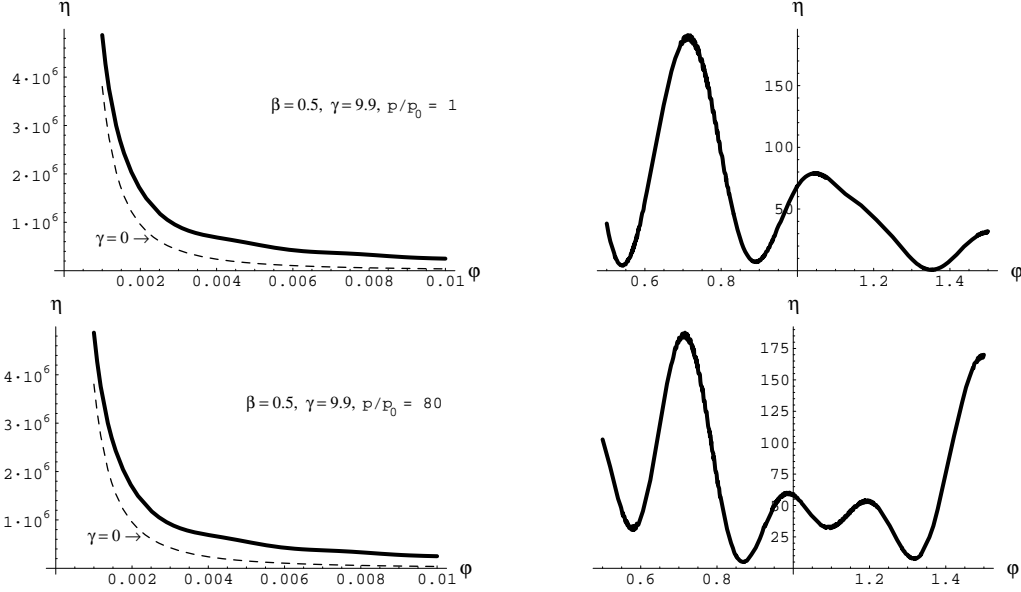 η
4·10^6
3·10^6
2·10^6
1·10^6
β = 0.5, γ = 9.9, p/p_0 = 1
γ = 0 →
0.002 0.004 0.006 0.008 0.01 φ
η
150
100
50
0.6 0.8 1.2 1.4 φ
η
4·10^6
3·10^6
2·10^6
1·10^6
β = 0.5, γ = 9.9, p/p_0 = 80
γ = 0 →
0.002 0.004 0.006 0.008 0.01 φ
η
175
150
125
100
75
50
25
0.6 0.8 1.2 1.4 φ